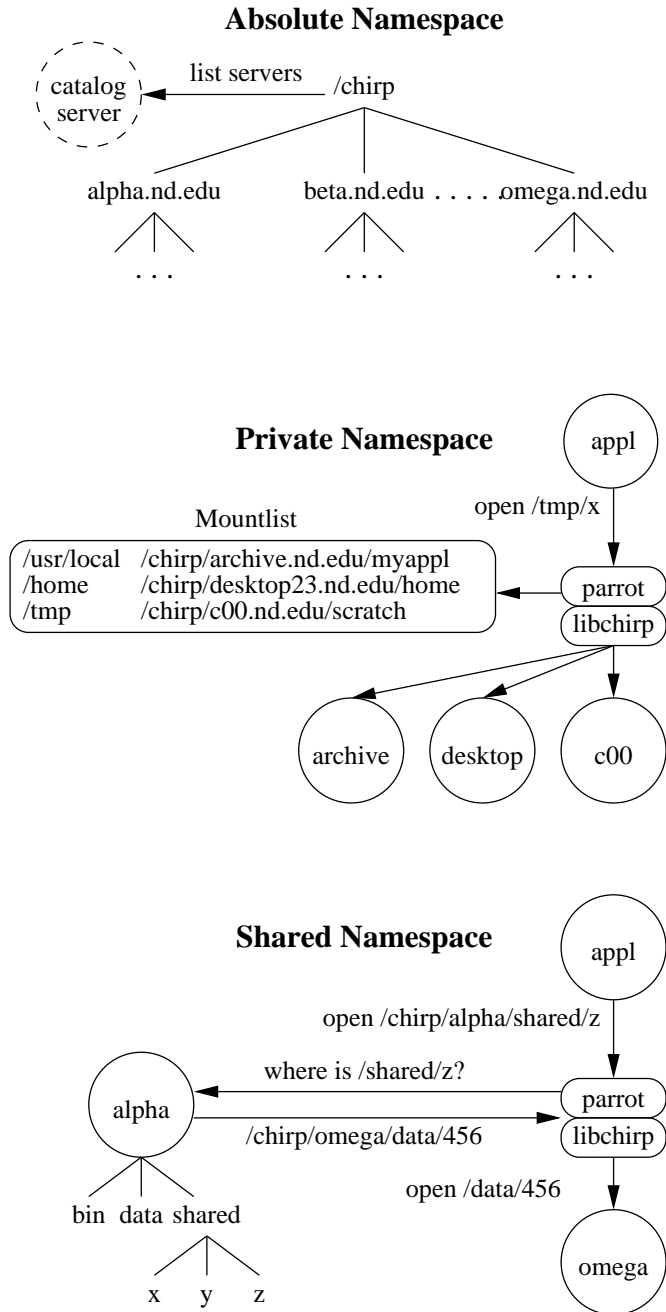 Absolute Namespace
catalog
server
list servers
/chirp
alpha.nd.edu
beta.nd.edu
. . . . .
omega.nd.edu
. . .
. . .
. . .
Private Namespace
appl
open /tmp/x
Mountlist
/usr/local /chirp/archive.nd.edu/myappl
/home /chirp/desktop23.nd.edu/home
/tmp /chirp/c00.nd.edu/scratch
parrot
libchirp
archive
desktop
c00
Shared Namespace
appl
open /chirp/alpha/shared/z
where is /shared/z?
alpha
parrot
/chirp/omega/data/456
libchirp
open /data/456
bin data shared
x y z
omega